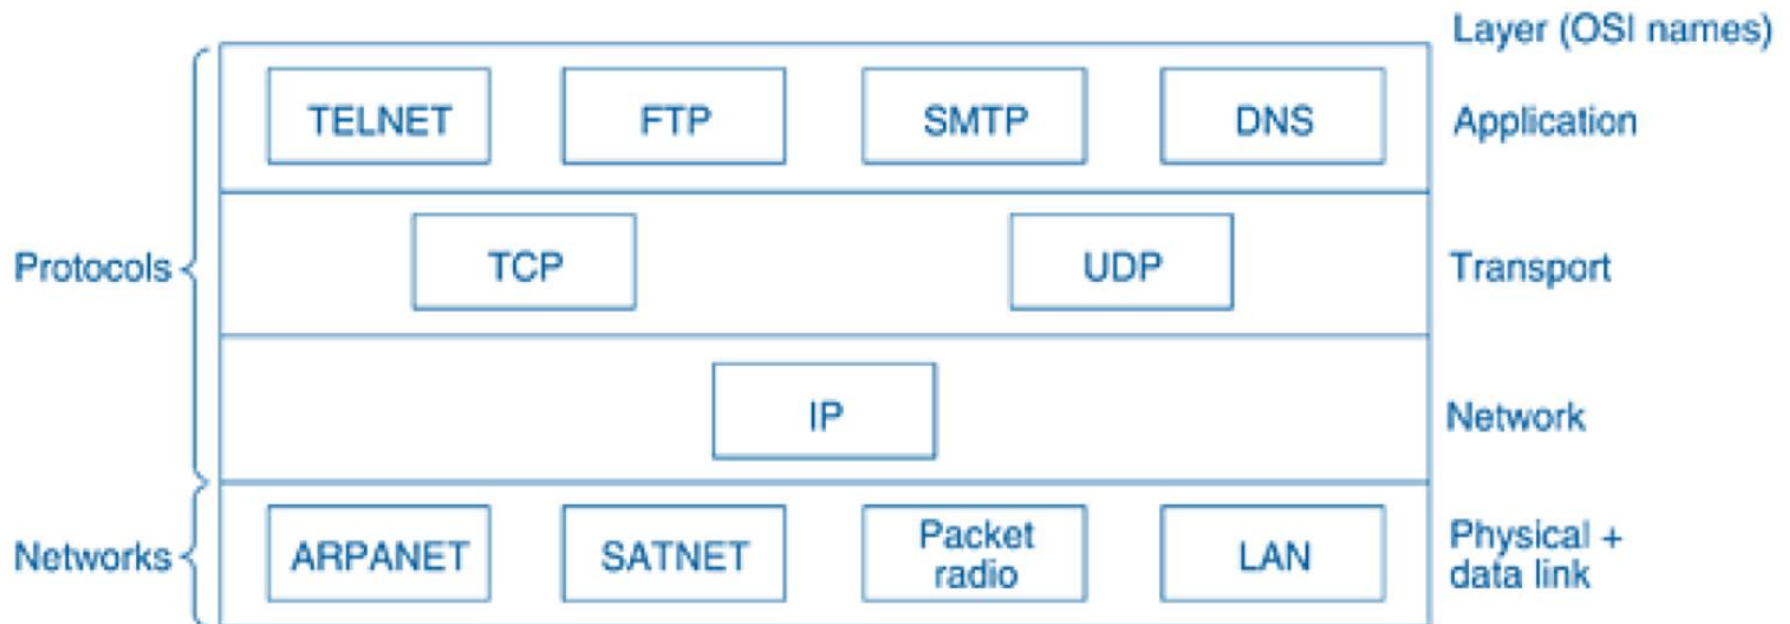 Layer (OSI names)
TELNET FTP SMTP DNS Application
Protocols TCP UDP Transport
IP Network
Networks ARPANET SATNET Packet radio LAN Physical +
data link